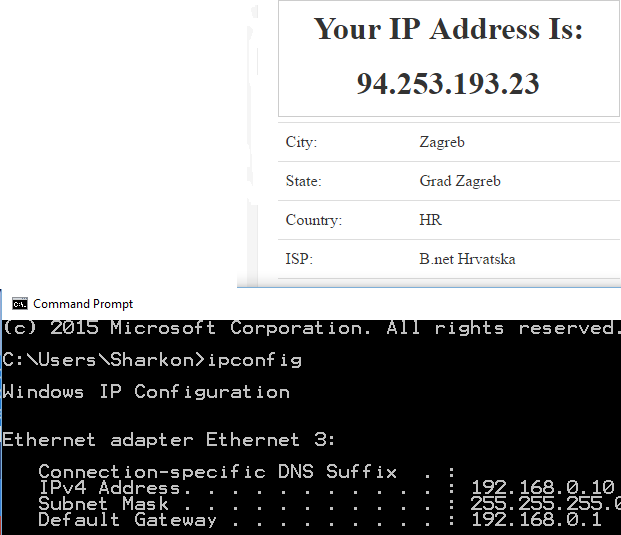 Your IP Address Is:
94.253.193.23
City: Zagreb
State: Grad Zagreb
Country: HR
ISP: B.net Hrvatska
C:\. Command Prompt
(c) 2015 Microsoft Corporation. All rights reserved.
C:\Users\Sharkon>ipconfig
Windows IP Configuration
Ethernet adapter Ethernet 3:
Connection-specific DNS Suffix . :
IPv4 Address. . . . . . . . . . . : 192.168.0.10
Subnet Mask . . . . . . . . . . . : 255.255.255.0
Default Gateway . . . . . . . . . : 192.168.0.1